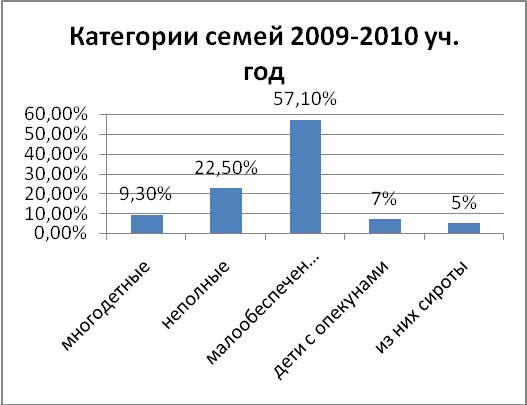 Категории семей 2009-2010 уч.
год
60,00%
50,00%
40,00%
30,00%
20,00%
10,00%
0,00%
9,30%
22,50%
57,10%
7%
5%
многодетные
неполные
малообеспечен...
дети с опекунами
из них сироты